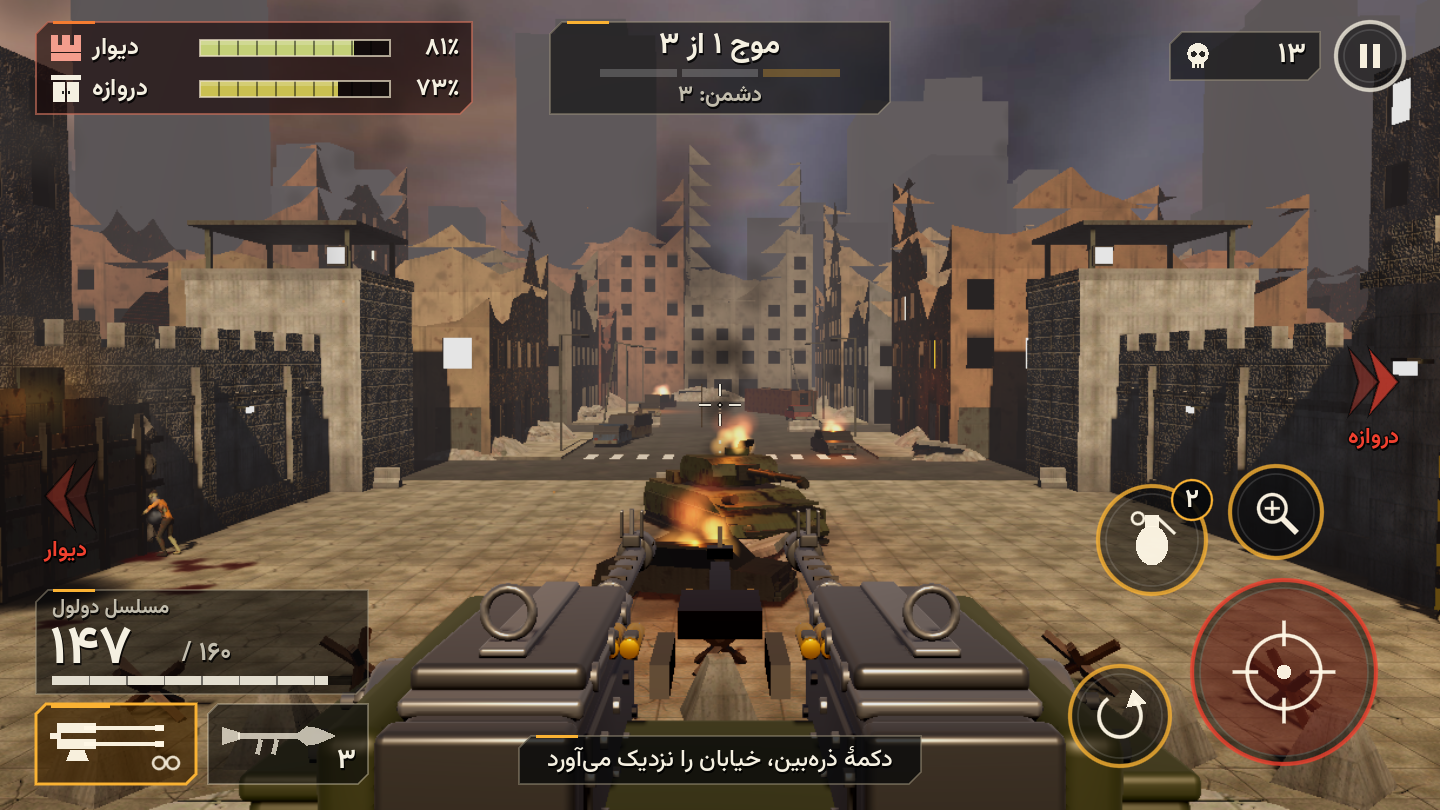 دیوار ۸۱٪
دروازه ۷۳٪
موج ۱ از ۳
دشمن: ۳
۱۳
دروازه
دیوار
۲
مسلسل دولول
۱۴۷ / ۱۶۰
∞
۳
دکمهٔ ذره‌بین، خیابان را نزدیک می‌آورد